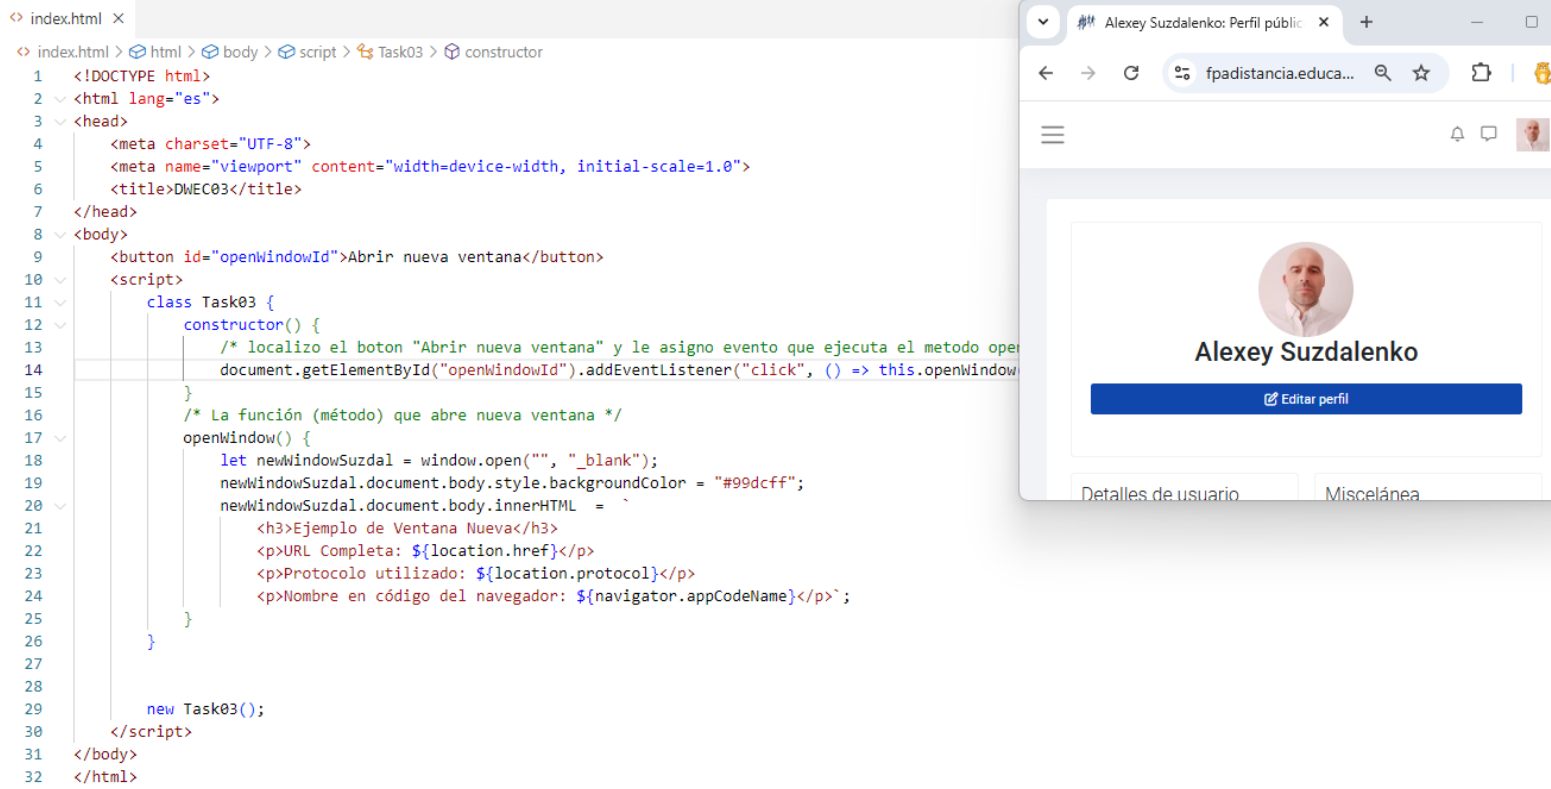 index.html
index.html > html > body > script > Task03 > constructor
1 <!DOCTYPE html>
2 <html lang="es">
3 <head>
4 <meta charset="UTF-8">
5 <meta name="viewport" content="width=device-width, initial-scale=1.0">
6 <title>DWEC03</title>
7 </head>
8 <body>
9 <button id="openWindowId">Abrir nueva ventana</button>
10 <script>
11 class Task03 {
12 constructor() {
13 /* localizo el boton "Abrir nueva ventana" y le asigno evento que ejecuta el metodo ope
14 document.getElementById("openWindowId").addEventListener("click", () => this.openWindow
15 }
16 /* La función (método) que abre nueva ventana */
17 openWindow() {
18 let newWindowSuzdal = window.open("", "_blank");
19 newWindowSuzdal.document.body.style.backgroundColor = "#99dcff";
20 newWindowSuzdal.document.body.innerHTML = `
21 <h3>Ejemplo de Ventana Nueva</h3>
22 <p>URL Completa: ${location.href}</p>
23 <p>Protocolo utilizado: ${location.protocol}</p>
24 <p>Nombre en código del navegador: ${navigator.appCodeName}</p>`;
25 }
26 }
27
28
29 new Task03();
30 </script>
31 </body>
32 </html>
Alexey Suzdalenko: Perfil públic
fpadistancia.educa...
Alexey Suzdalenko
Editar perfil
Detalles de usuario
Miscelánea